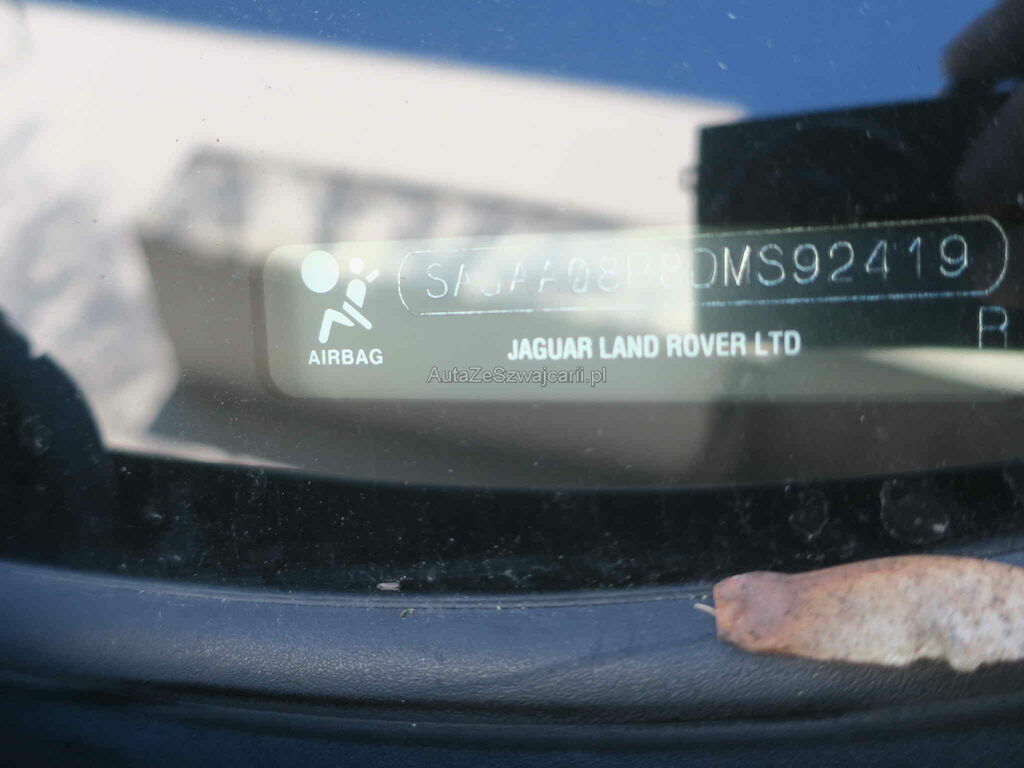 SAJAA08P8DMS92419
R
AIRBAG
JAGUAR LAND ROVER LTD
AutaZeSzwajcarii.pl